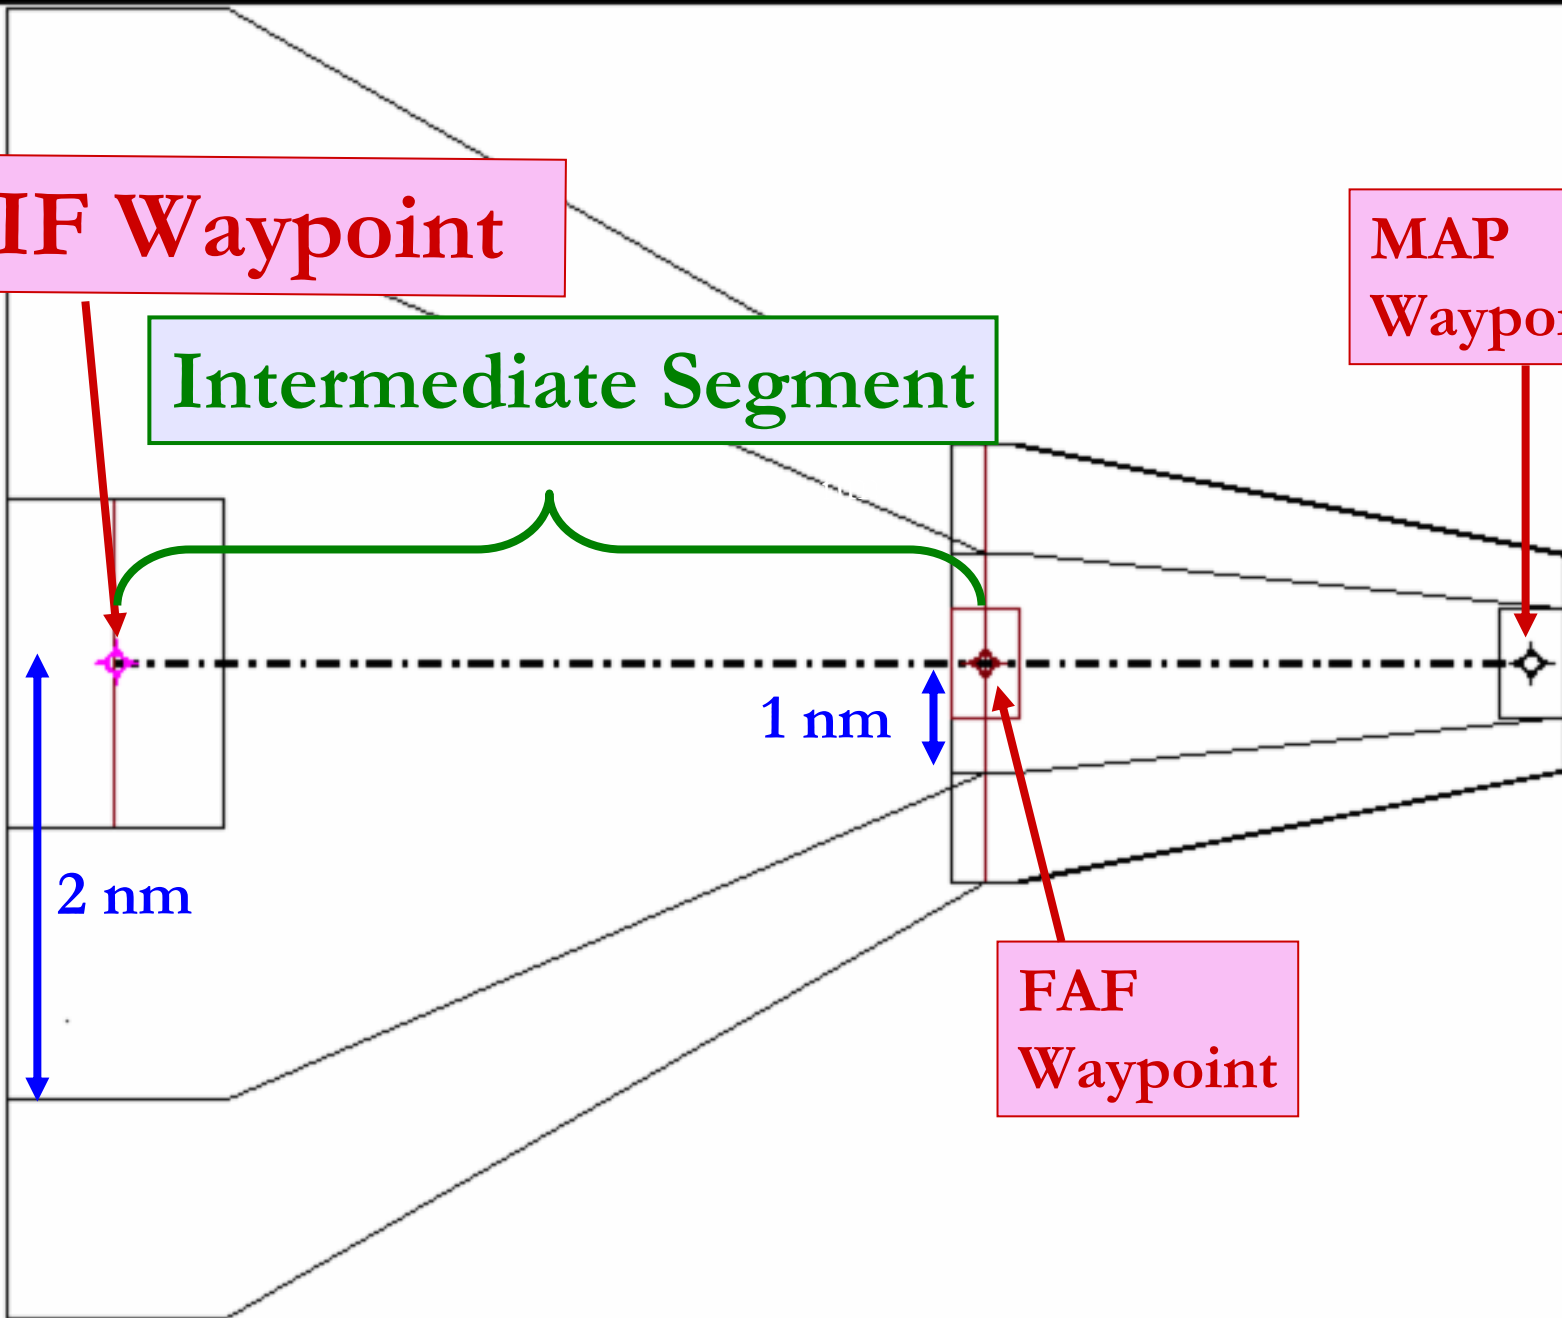 IF Waypoint
MAP
Intermediate Segment
1 nm
2 nm
FAF
Waypoint